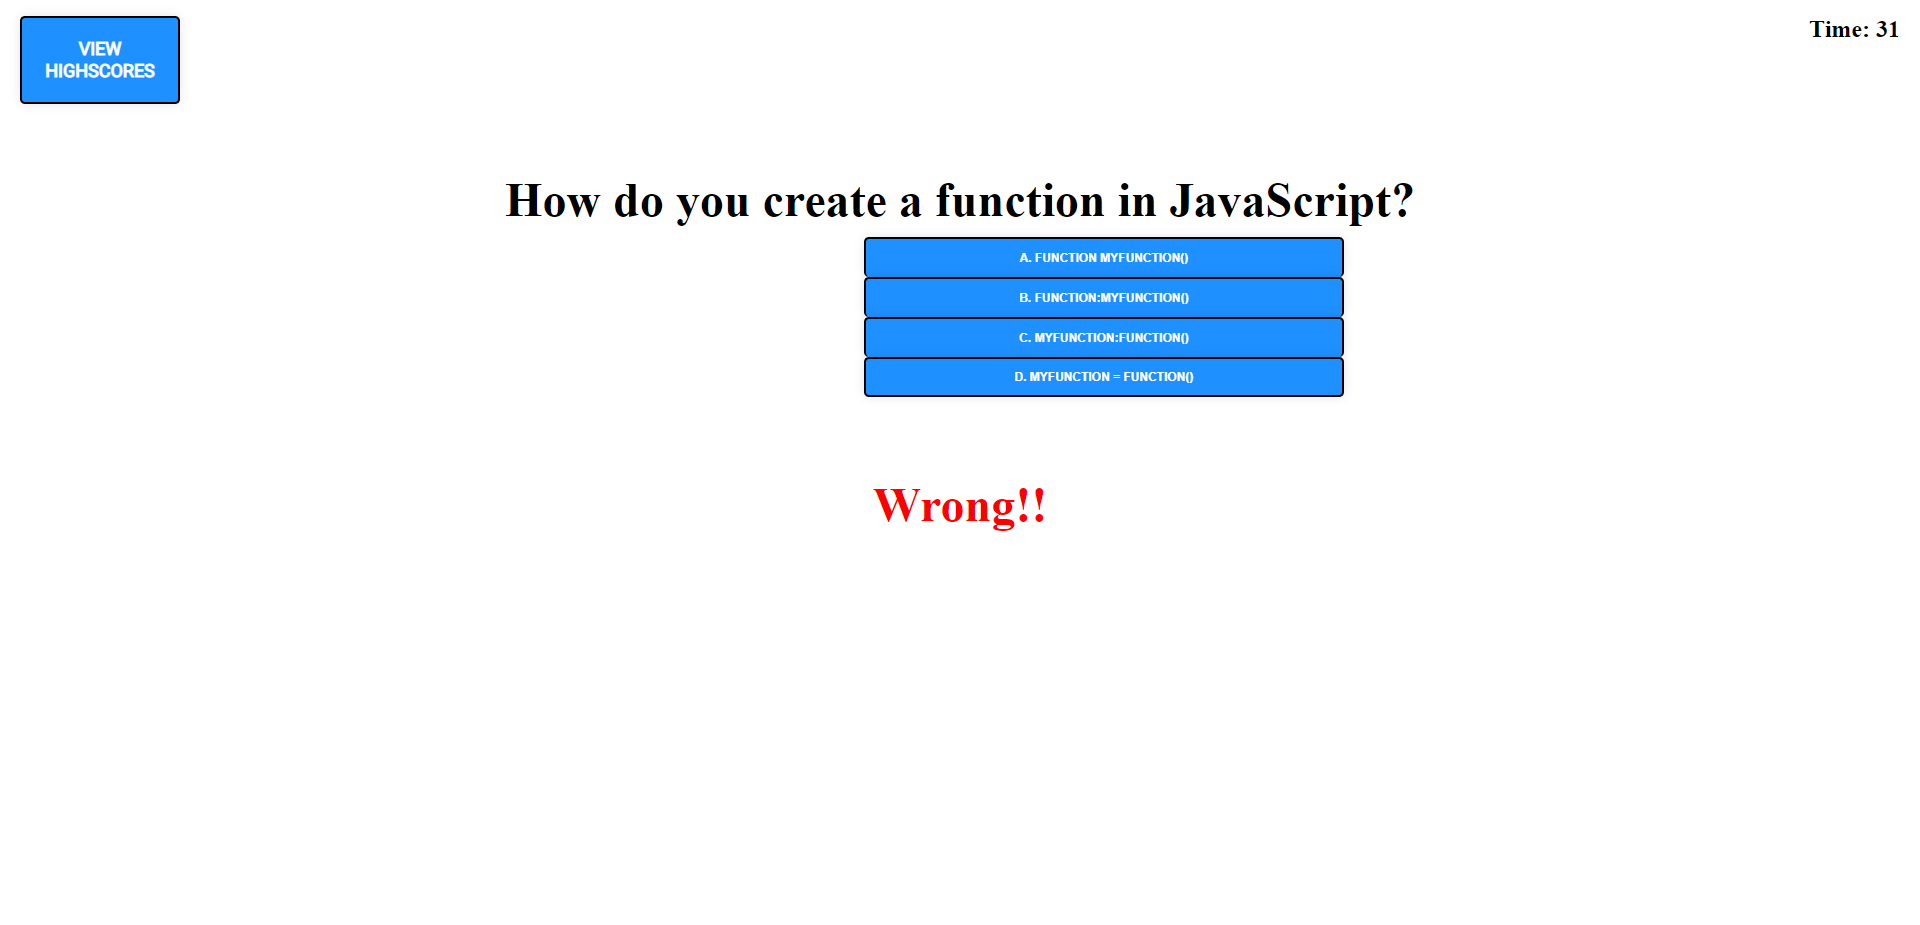 VIEW
HIGHSCORES
Time: 31
How do you create a function in JavaScript?
A. FUNCTION MYFUNCTION()
B. FUNCTION:MYFUNCTION()
C. MYFUNCTION:FUNCTION()
D. MYFUNCTION = FUNCTION()
Wrong!!